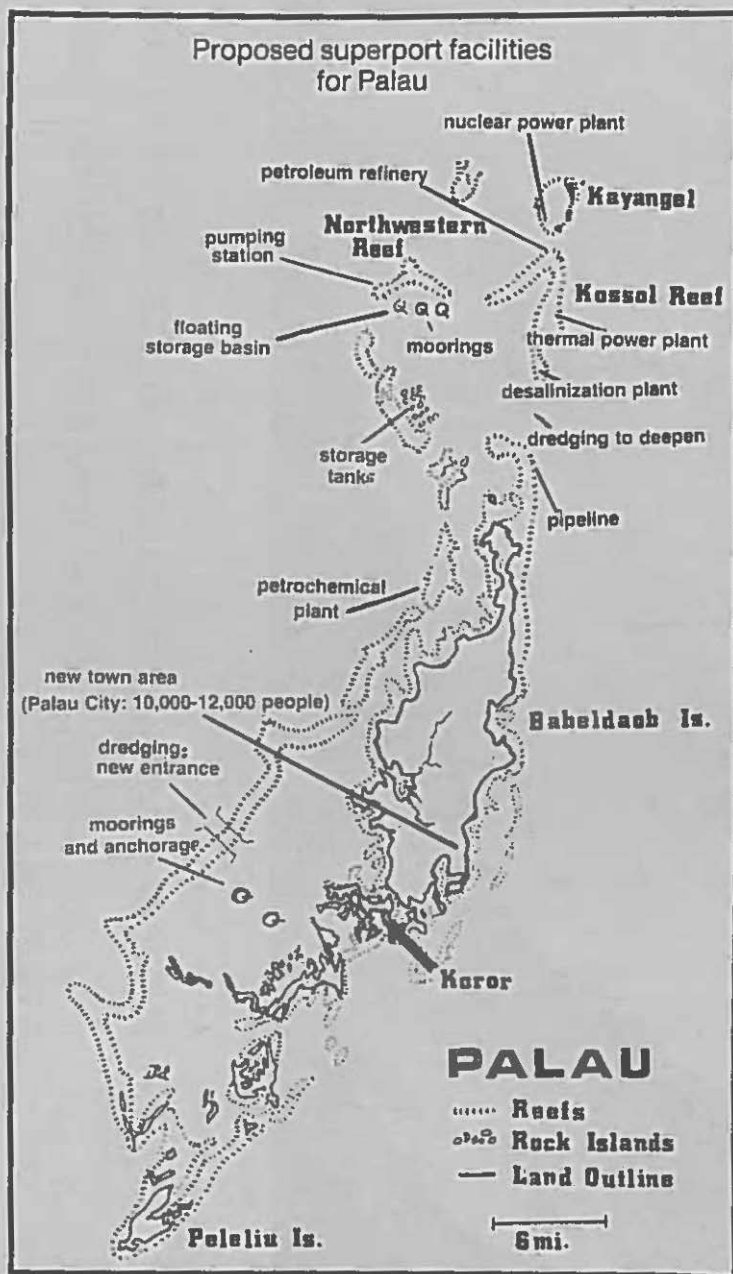 Proposed superport facilities
for Palau
nuclear power plant
petroleum refinery
Kayangel
Northwestern
Reef
pumping
station
Kossol Reef
floating
storage basin
moorings
thermal power plant
desalinization plant
storage
tanks
dredging to deepen
pipeline
petrochemical
plant
new town area
(Palau City: 10,000-12,000 people)
Babeldaob Is.
dredging:
new entrance
moorings
and anchorage
Koror
PALAU
Reefs
Rock Islands
Land Outline
6mi.
Peleliu Is.